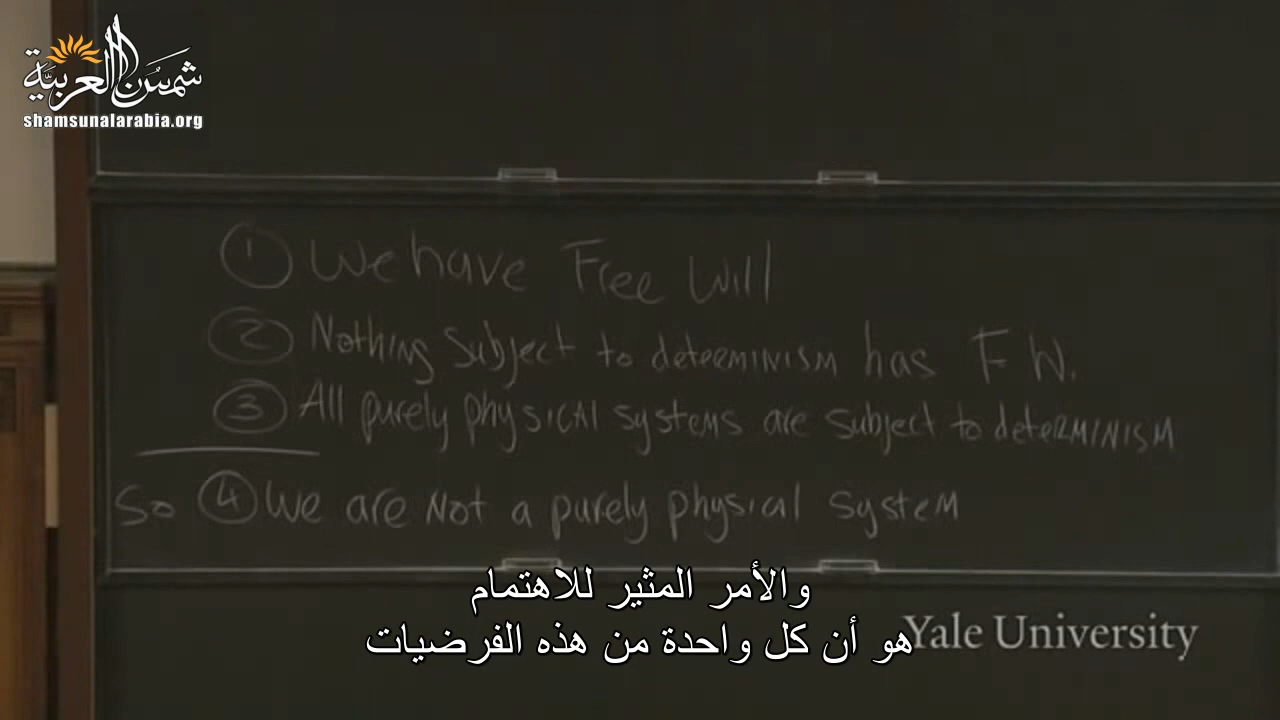 شمس العربية
shamsunalarabia.org
① We have Free Will
② Nothing subject to determinism has F W.
③ All purely physical systems are subject to determinism
So ④ We are Not a purely physical system
والأمر المثير للاهتمام
هو أن كل واحدة من هذه الفرضيات
Yale University